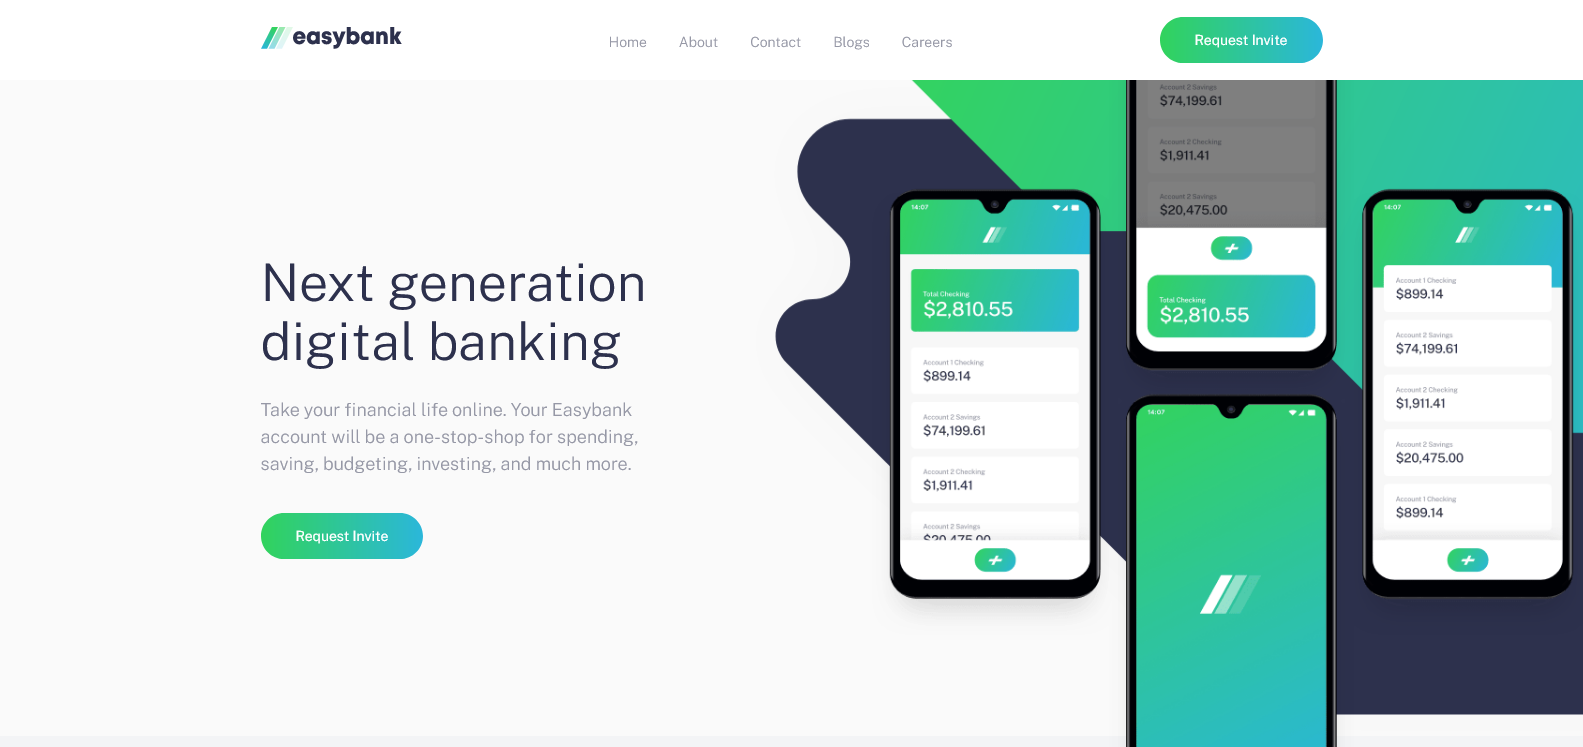 easybank
Home
About
Contact
Blogs
Careers
Request Invite
Next generation
digital banking
Take your financial life online. Your Easybank
account will be a one-stop-shop for spending,
saving, budgeting, investing, and much more.
Request Invite
14:07
Total Checking
$2,810.55
Account 1 Checking
$899.14
Account 2 Savings
$74,199.61
Account 2 Checking
$1,911.41
Account 2 Savings
$20,475.00
Account 2 Savings
$74,199.61
Account 2 Checking
$1,911.41
Account 2 Savings
$20,475.00
Total Checking
$2,810.55
14:07
14:07
Account 1 Checking
$899.14
Account 2 Savings
$74,199.61
Account 2 Checking
$1,911.41
Account 2 Savings
$20,475.00
Account 1 Checking
$899.14